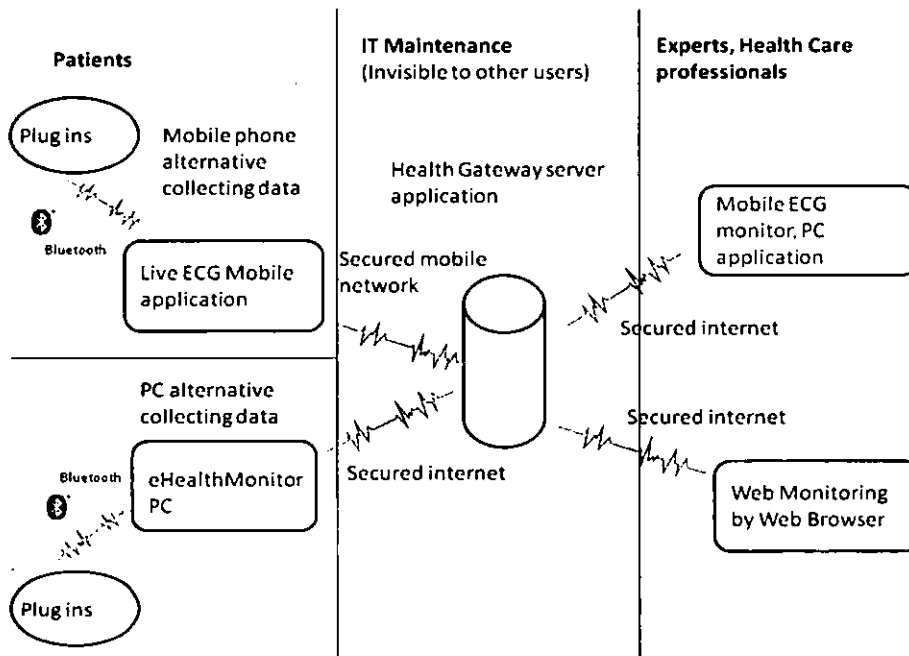 Patients
Plug ins
Mobile phone
alternative
collecting data
Bluetooth
Live ECG Mobile
application
PC alternative
collecting data
Bluetooth
eHealthMonitor
PC
Plug ins
IT Maintenance
(Invisible to other users)
Health Gateway server
application
Secured mobile
network
Secured internet
Experts, Health Care
professionals
Mobile ECG
monitor, PC
application
Secured internet
Secured internet
Web Monitoring
by Web Browser